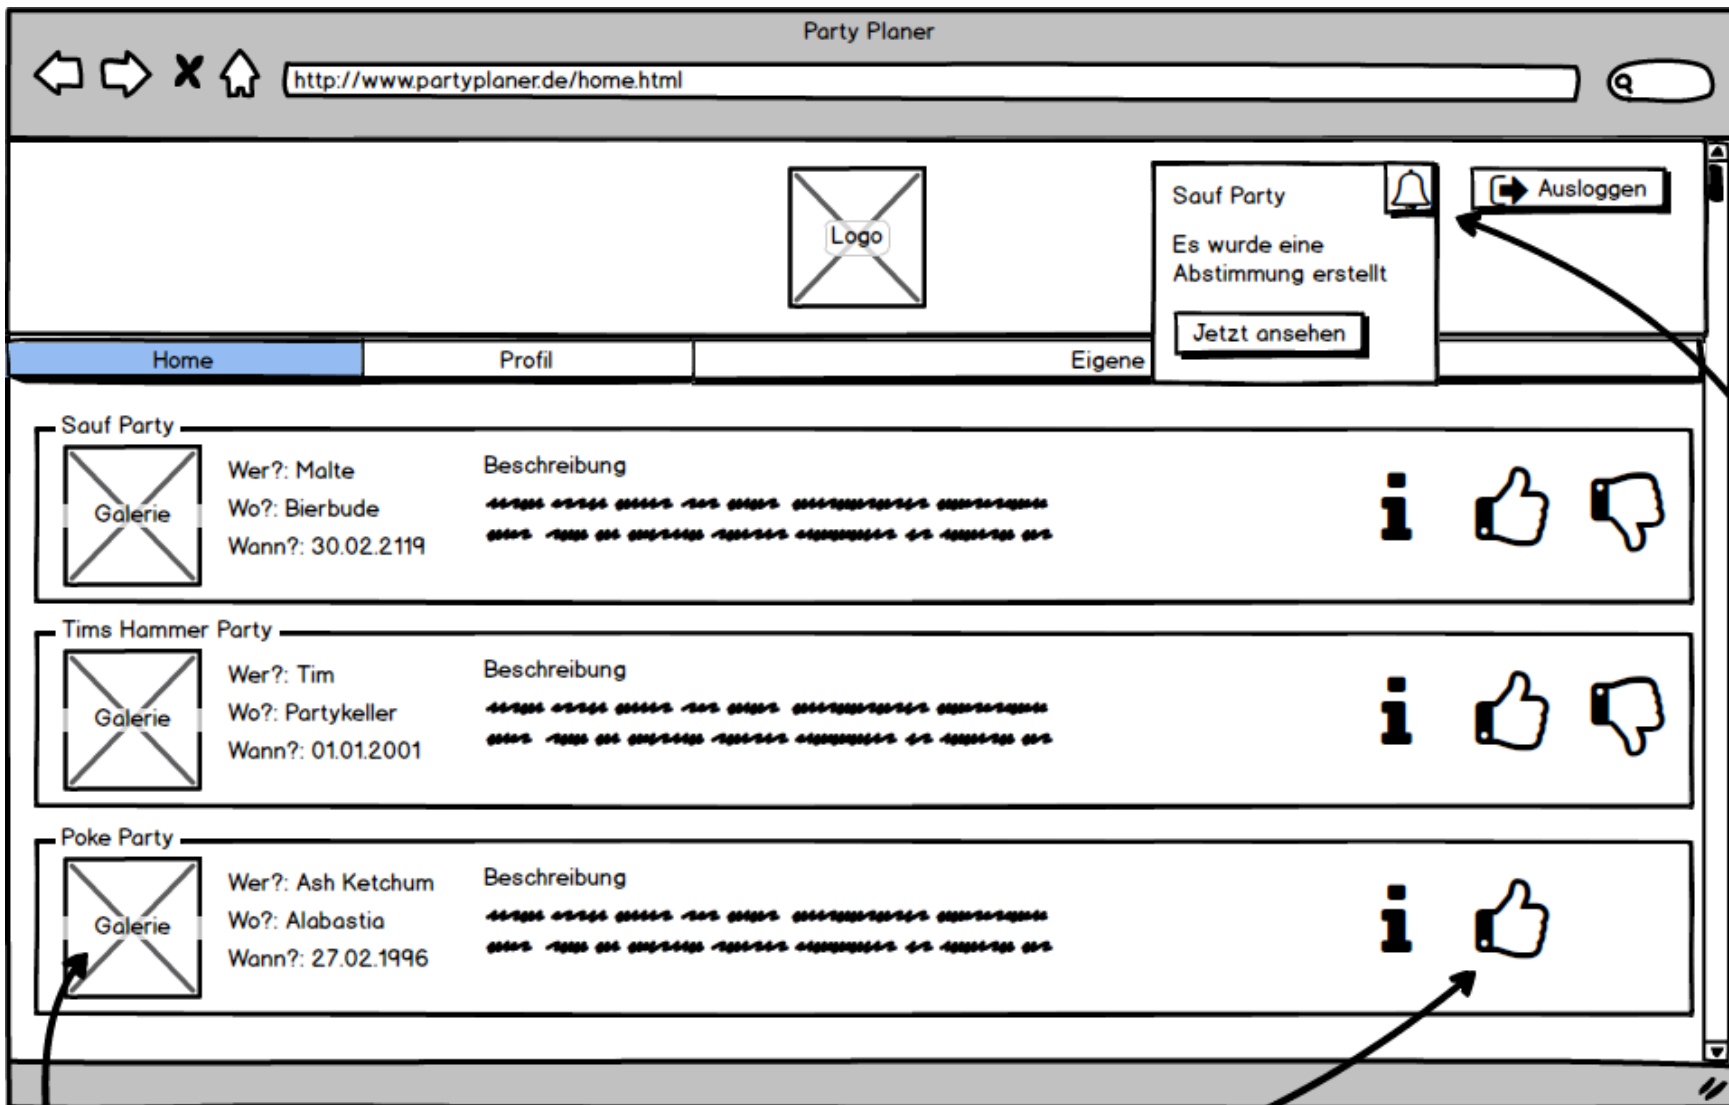 Party Planer
http://www.partyplaner.de/home.html
Logo
Sauf Party
Es wurde eine
Abstimmung erstellt
Jetzt ansehen
Ausloggen
Home
Profil
Eigene
Sauf Party
Galerie
Wer?: Malte
Wo?: Bierbude
Wann?: 30.02.2119
Beschreibung
Tims Hammer Party
Galerie
Wer?: Tim
Wo?: Partykeller
Wann?: 01.01.2001
Beschreibung
Poke Party
Galerie
Wer?: Ash Ketchum
Wo?: Alabastia
Wann?: 27.02.1996
Beschreibung